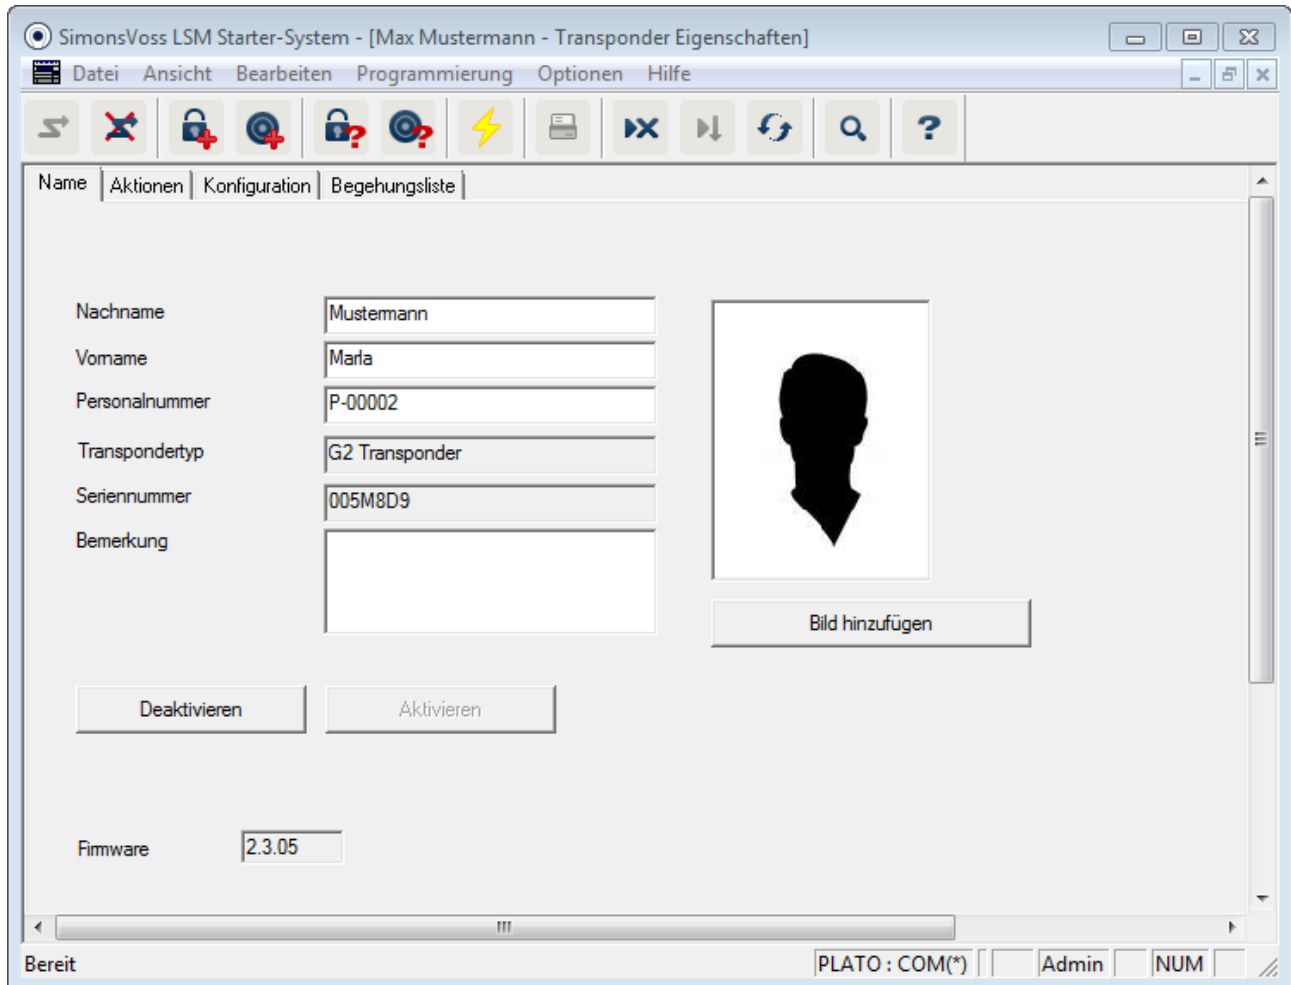 SimonsVoss LSM Starter-System - [Max Mustermann - Transponder Eigenschaften]
Datei Ansicht Bearbeiten Programmierung Optionen Hilfe
Name Aktionen Konfiguration Begehungsliste
Nachname Mustermann
Vorname Marla
Personalnummer P-00002
Transpondertyp G2 Transponder
Seriennummer 005M8D9
Bemerkung
Bild hinzufügen
Deaktivieren Aktivieren
Firmware 2.3.05
Bereit PLATO : COM(*) Admin NUM